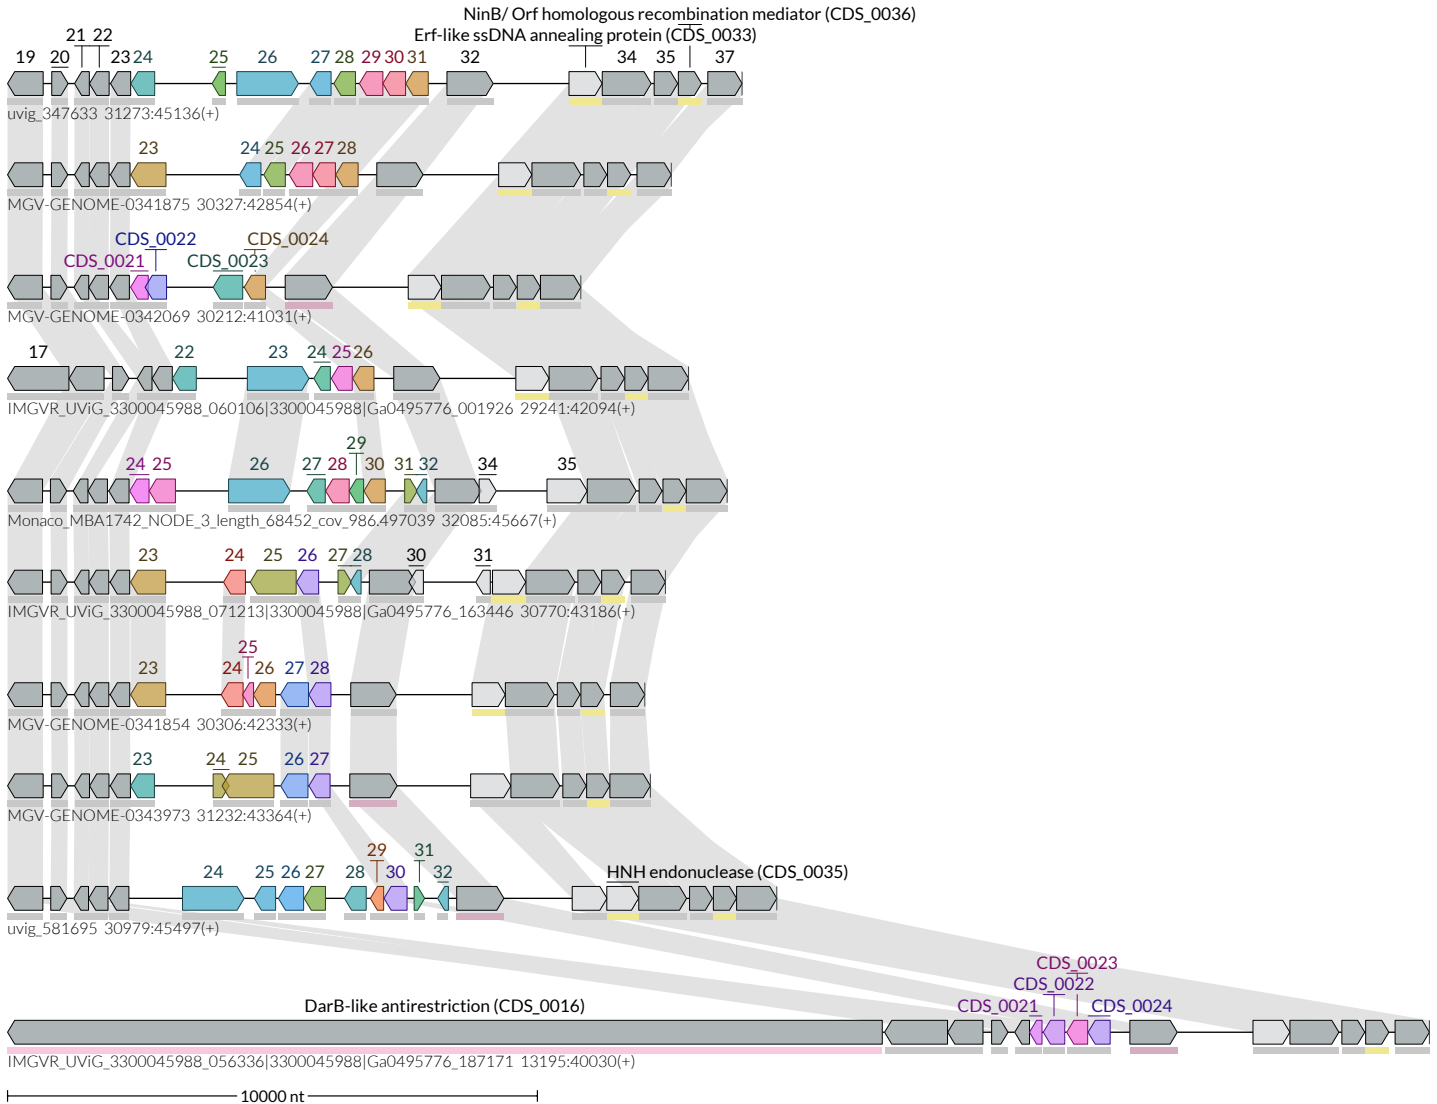 NinB/ Orf homologous recombination mediator (CDS_0036)
21 22 Erf-like ssDNA annealing protein (CDS_0033)
19 20 23 24 25 26 27 28 29 30 31 32 34 35 37
uvig_347633 31273:45136(+)
23 24 25 26 27 28
MGV-GENOME-0341875 30327:42854(+)
CDS_0022 CDS_0024
CDS_0021 CDS_0023
MGV-GENOME-0342069 30212:41031(+)
17 22 23 24 25 26
IMGVR_UViG_3300045988_060106|3300045988|Ga0495776_001926 29241:42094(+)
29
24 25 26 27 28 30 31 32 34 35
Monaco_MBA1742_NODE_3_length_68452_cov_986.497039 32085:45667(+)
23 24 25 26 27 28 30 31
IMGVR_UViG_3300045988_071213|3300045988|Ga0495776_163446 30770:43186(+)
25
23 24 26 27 28
MGV-GENOME-0341854 30306:42333(+)
23 24 25 26 27
MGV-GENOME-0343973 31232:43364(+)
29 31
24 25 26 27 28 30 32 HNH endonuclease (CDS_0035)
uvig_581695 30979:45497(+)
CDS_0023
CDS_0022
DarB-like antirestriction (CDS_0016) CDS_0021 CDS_0024
IMGVR_UViG_3300045988_056336|3300045988|Ga0495776_187171 13195:40030(+)
10000 nt